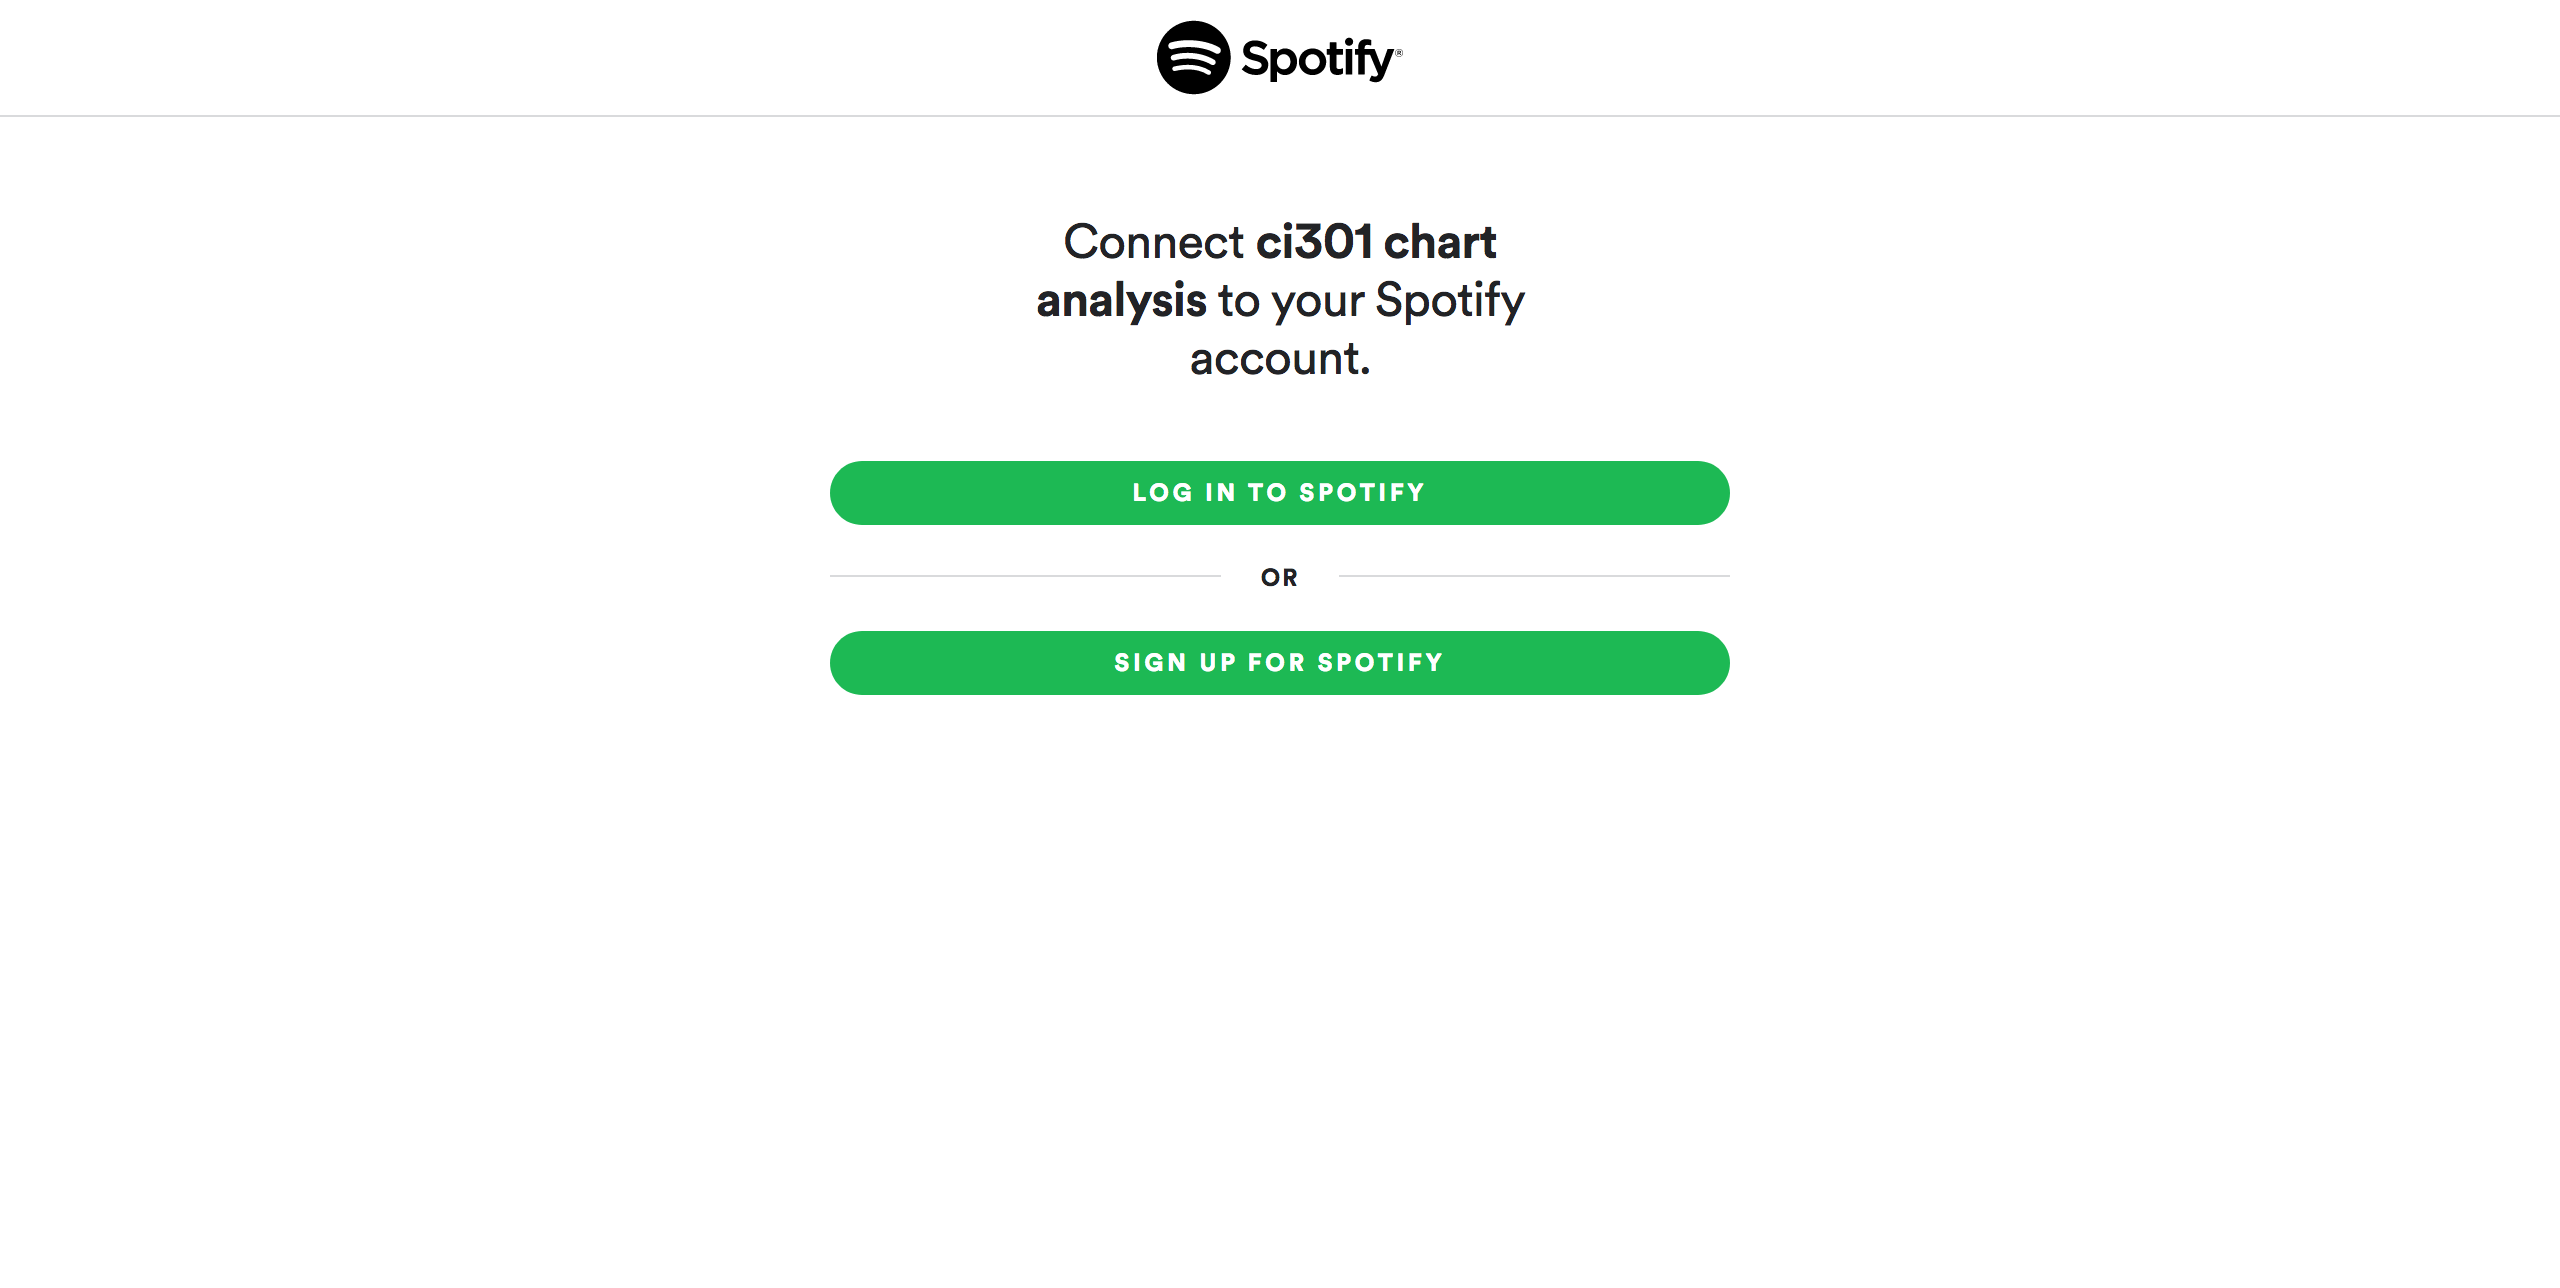 Spotify®
Connect ci301 chart
analysis to your Spotify
account.
LOG IN TO SPOTIFY
OR
SIGN UP FOR SPOTIFY